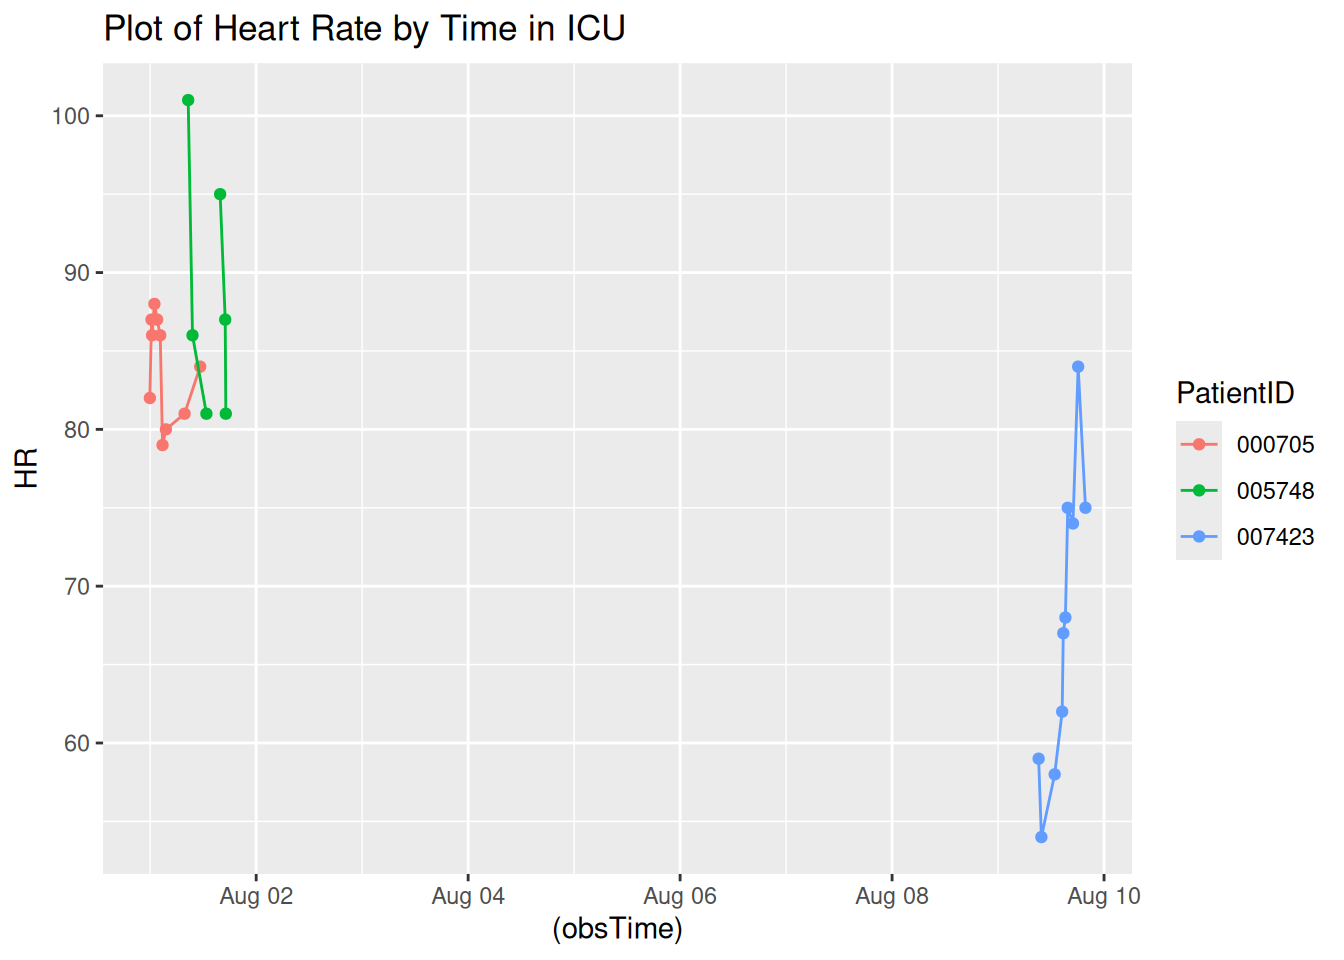 Plot of Heart Rate by Time in ICU
100
90
80
70
60
HR
Aug 02
Aug 04
Aug 06
Aug 08
Aug 10
(obsTime)
PatientID
000705
005748
007423